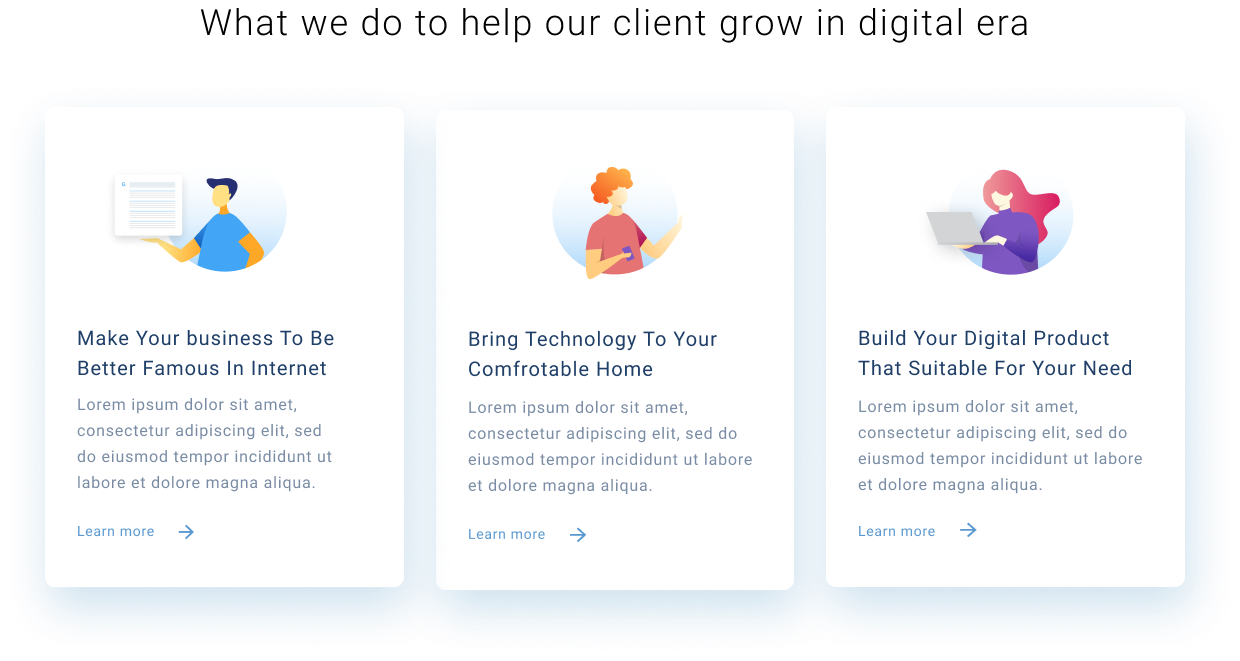 What we do to help our client grow in digital era
Make Your business To Be
Better Famous In Internet
Lorem ipsum dolor sit amet,
consectetur adipiscing elit, sed
do eiusmod tempor incididunt ut
labore et dolore magna aliqua.
Learn more
Bring Technology To Your
Comfrotable Home
Lorem ipsum dolor sit amet,
consectetur adipiscing elit, sed do
eiusmod tempor incididunt ut labore
et dolore magna aliqua.
Learn more
Build Your Digital Product
That Suitable For Your Need
Lorem ipsum dolor sit amet,
consectetur adipiscing elit, sed do
eiusmod tempor incididunt ut labore
et dolore magna aliqua.
Learn more